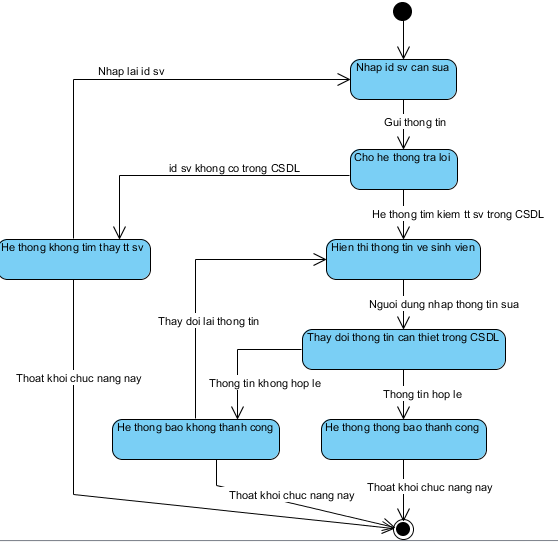 Nhap id sv can sua
Nhap lai id sv
Gui thong tin
Cho he thong tra loi
id sv khong co trong CSDL
He thong tim kiem tt sv trong CSDL
He thong khong tim thay tt sv
Hien thi thong tin ve sinh vien
Nguoi dung nhap thong tin sua
Thay doi lai thong tin
Thay doi thong tin can thiet trong CSDL
Thoat khoi chuc nang nay
Thong tin khong hop le
Thong tin hop le
He thong bao khong thanh cong
He thong thong bao thanh cong
Thoat khoi chuc nang nay
Thoat khoi chuc nang nay